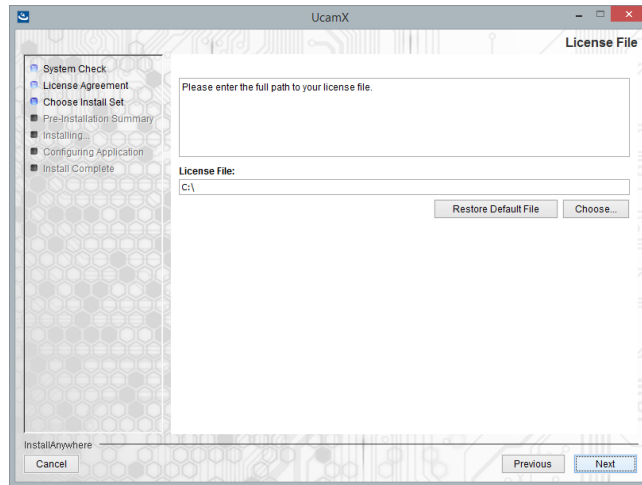 UcamX
License File
System Check
License Agreement
Choose Install Set
Pre-Installation Summary
Installing...
Configuring Application
Install Complete
Please enter the full path to your license file.
License File:
C:\
Restore Default File
Choose...
InstallAnywhere
Cancel
Previous
Next